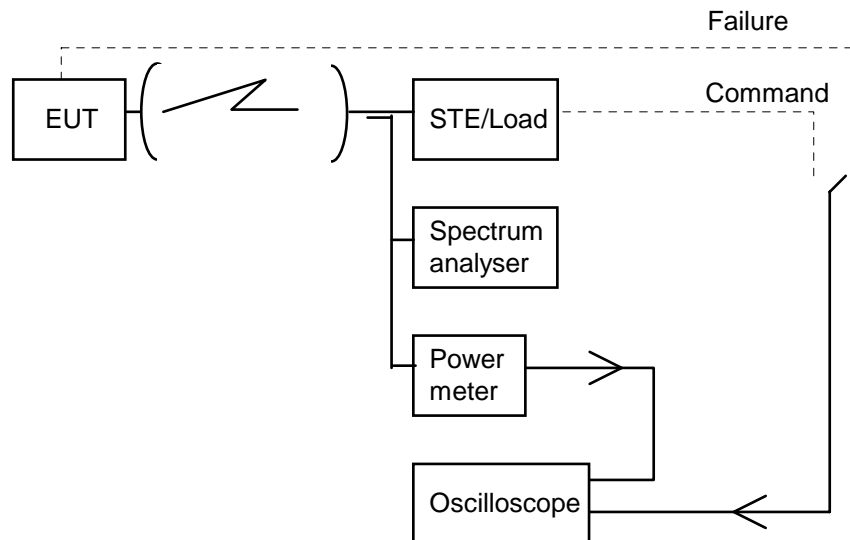 Failure
EUT
STE/Load
Command
Spectrum
analyser
Power
meter
Oscilloscope